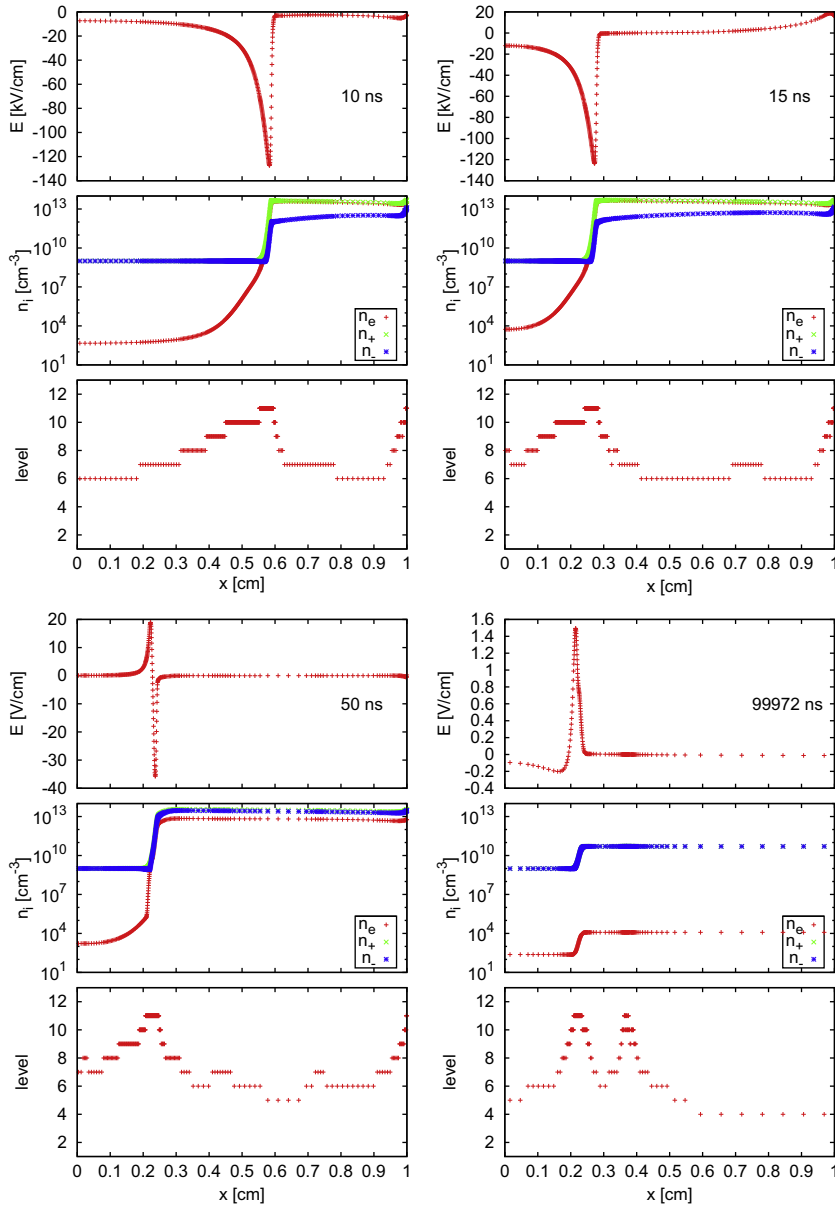 0
-20
-40
-60
-80
-100
-120
-140
E [kV/cm]
10 ns
10^13
10^10
10^7
10^4
10^1
n_i [cm^-3]
n_e
n_+
n_-
12
10
8
6
4
2
level
0 0.1 0.2 0.3 0.4 0.5 0.6 0.7 0.8 0.9 1
x [cm]
20
0
-20
-40
-60
-80
-100
-120
-140
E [kV/cm]
15 ns
10^13
10^10
10^7
10^4
10^1
n_i [cm^-3]
n_e
n_+
n_-
12
10
8
6
4
2
level
0 0.1 0.2 0.3 0.4 0.5 0.6 0.7 0.8 0.9 1
x [cm]
20
10
0
-10
-20
-30
-40
E [V/cm]
50 ns
10^13
10^10
10^7
10^4
10^1
n_i [cm^-3]
n_e
n_+
n_-
12
10
8
6
4
2
level
0 0.1 0.2 0.3 0.4 0.5 0.6 0.7 0.8 0.9 1
x [cm]
1.6
1.4
1.2
1
0.8
0.6
0.4
0.2
0
-0.2
-0.4
E [V/cm]
99972 ns
10^13
10^10
10^7
10^4
10^1
n_i [cm^-3]
n_e
n_+
n_-
12
10
8
6
4
2
level
0 0.1 0.2 0.3 0.4 0.5 0.6 0.7 0.8 0.9 1
x [cm]